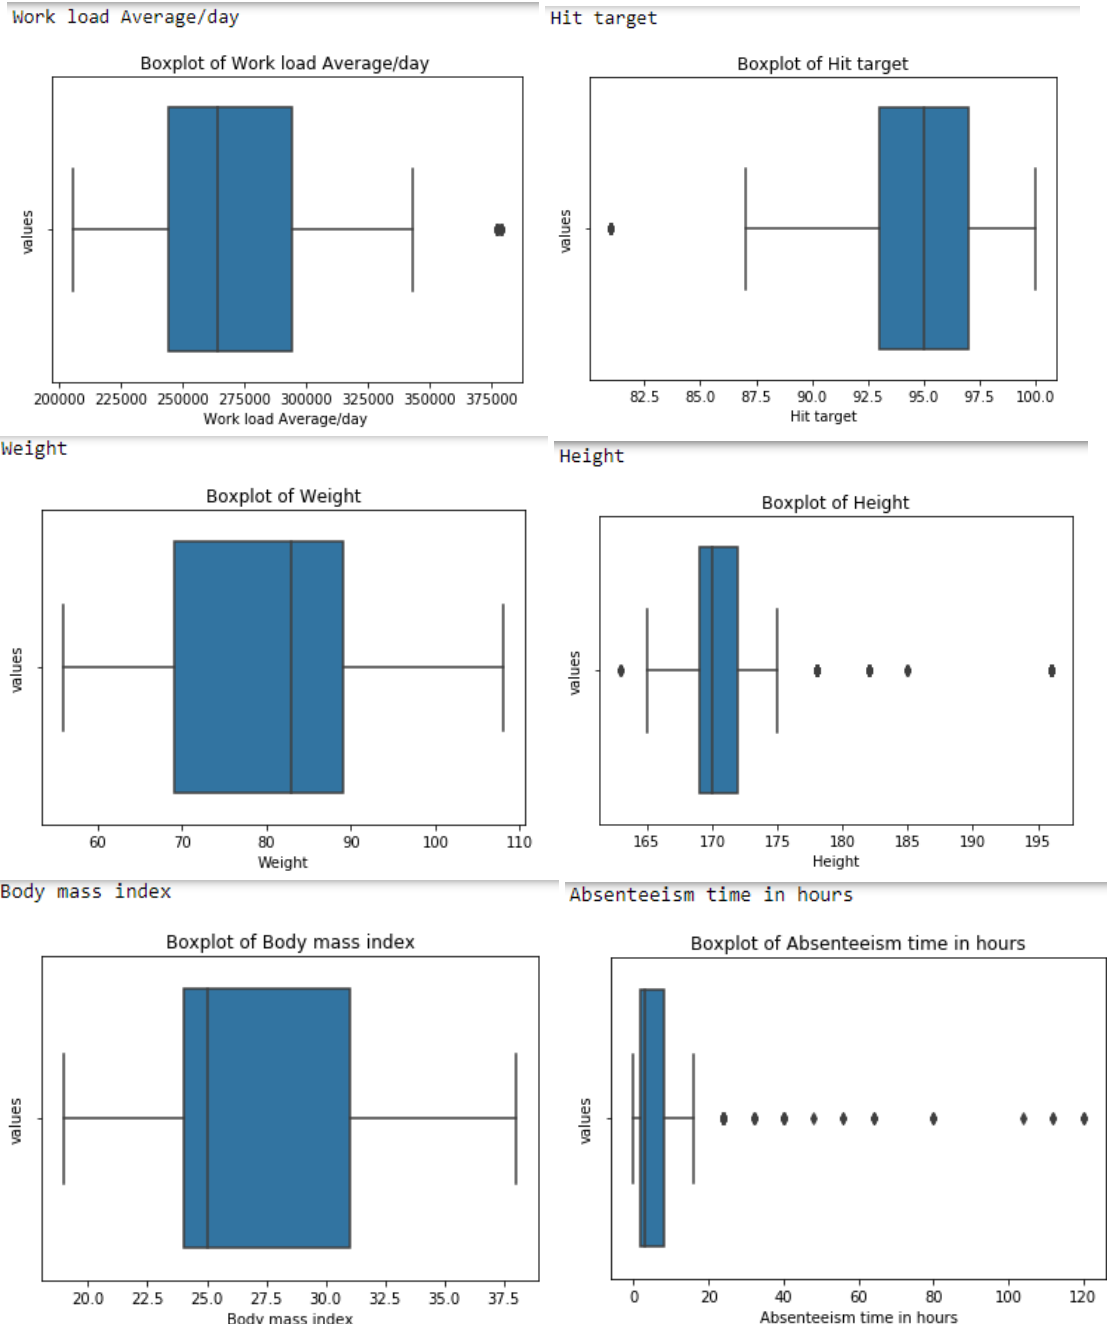 Work load Average/day
Boxplot of Work load Average/day
values
200000 225000 250000 275000 300000 325000 350000 375000
Work load Average/day
Hit target
Boxplot of Hit target
values
82.5 85.0 87.5 90.0 92.5 95.0 97.5 100.0
Hit target
Weight
Boxplot of Weight
values
60 70 80 90 100 110
Weight
Height
Boxplot of Height
values
165 170 175 180 185 190 195
Height
Body mass index
Boxplot of Body mass index
values
20.0 22.5 25.0 27.5 30.0 32.5 35.0 37.5
Body mass index
Absenteeism time in hours
Boxplot of Absenteeism time in hours
values
0 20 40 60 80 100 120
Absenteeism time in hours